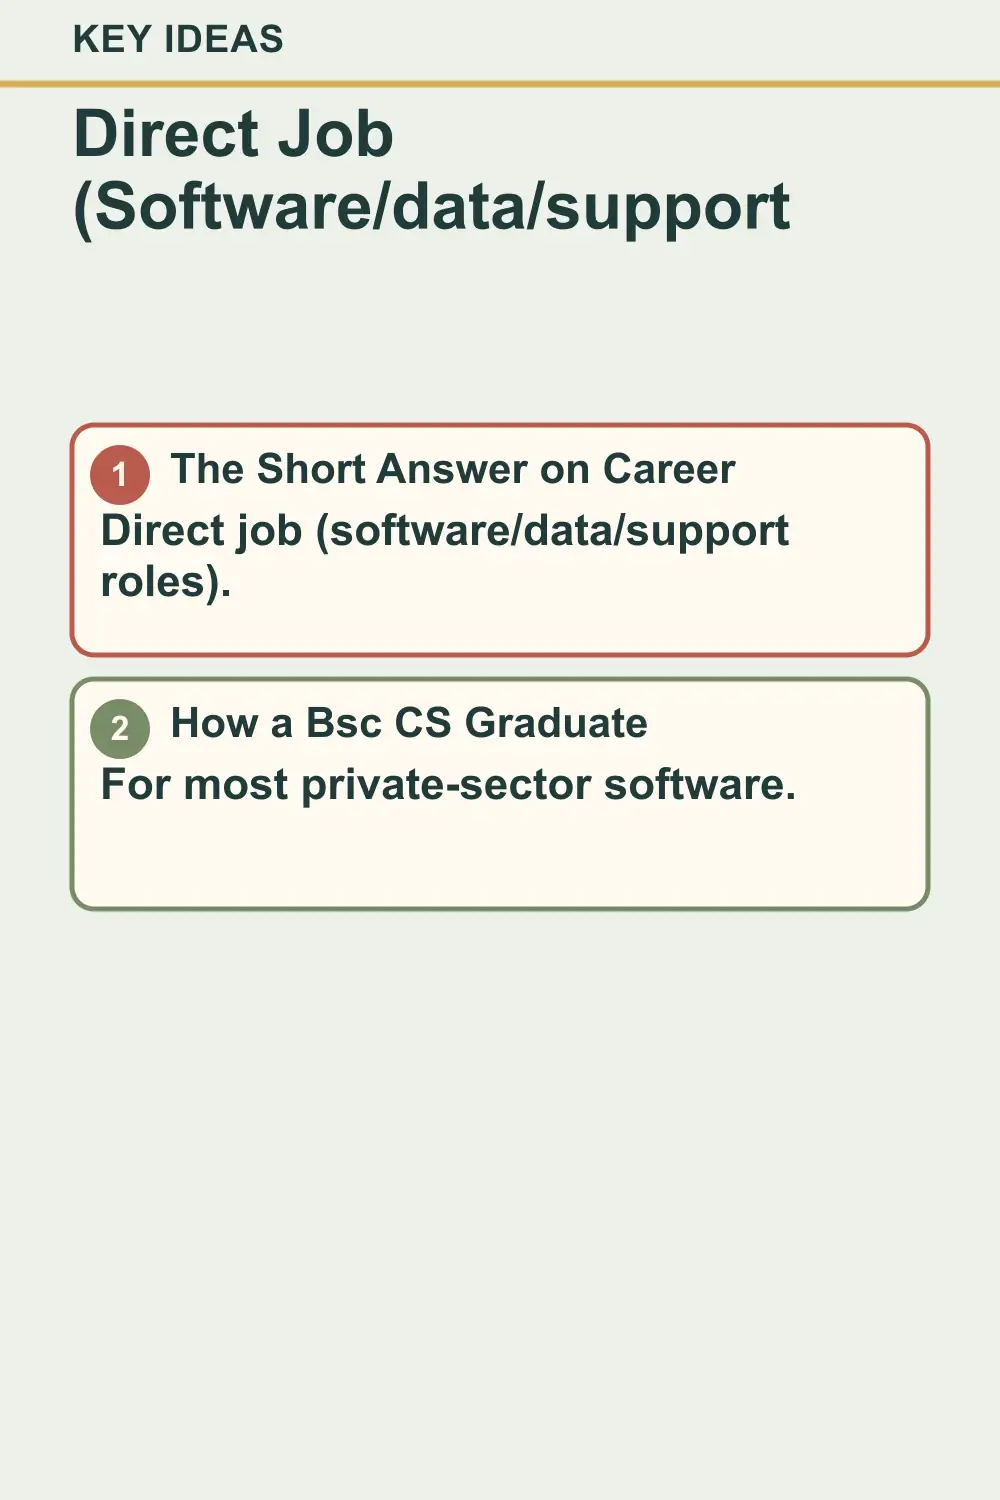 KEY IDEAS
Direct Job
(Software/data/support
1 The Short Answer on Career
Direct job (software/data/support
roles).
2 How a Bsc CS Graduate
For most private-sector software.